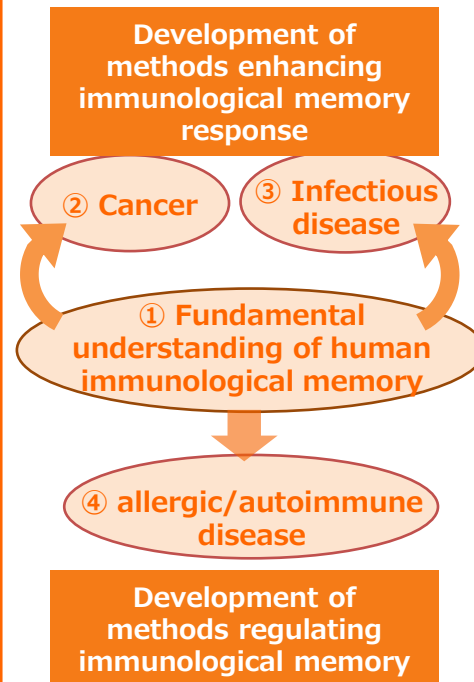 Development of
methods enhancing
immunological memory
response
② Cancer
③ Infectious
disease
① Fundamental
understanding of human
immunological memory
④ allergic/autoimmune
disease
Development of
methods regulating
immunological memory